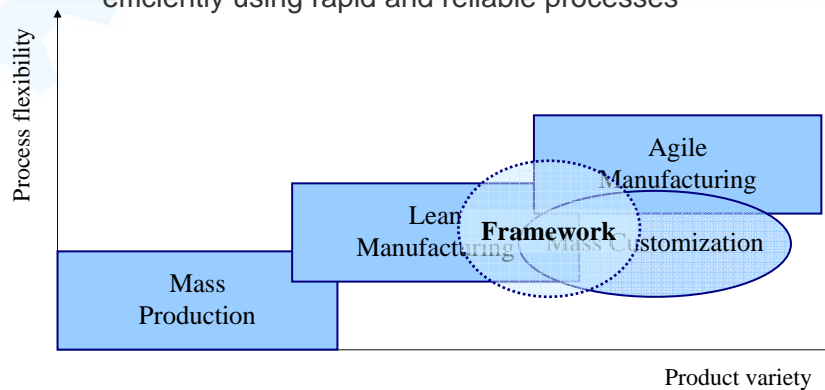 efficiently using rapid and reliable processes
Process flexibility
Agile
Manufacturing
Lean
Manufacturing
Framework
Mass Customization
Mass
Production
Product variety